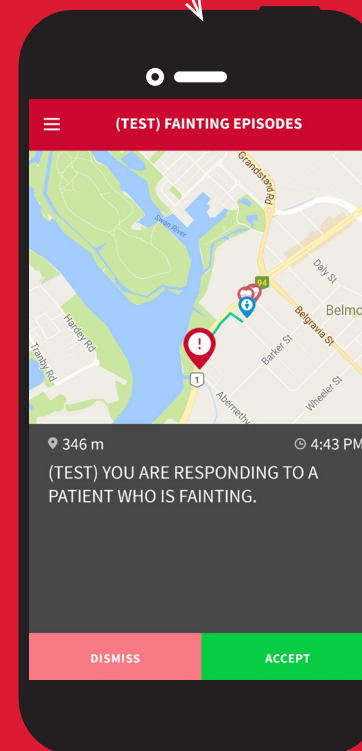 (TEST) FAINTING EPISODES
Grandstand Rd
Swan River
94
Daly St
Belmo
Belgravia St
Hardey Rd
Barker St
Tranby Rd
1
Abernethy
Wheeler St
346 m
4:43 PM
(TEST) YOU ARE RESPONDING TO A
PATIENT WHO IS FAINTING.
DISMISS
ACCEPT